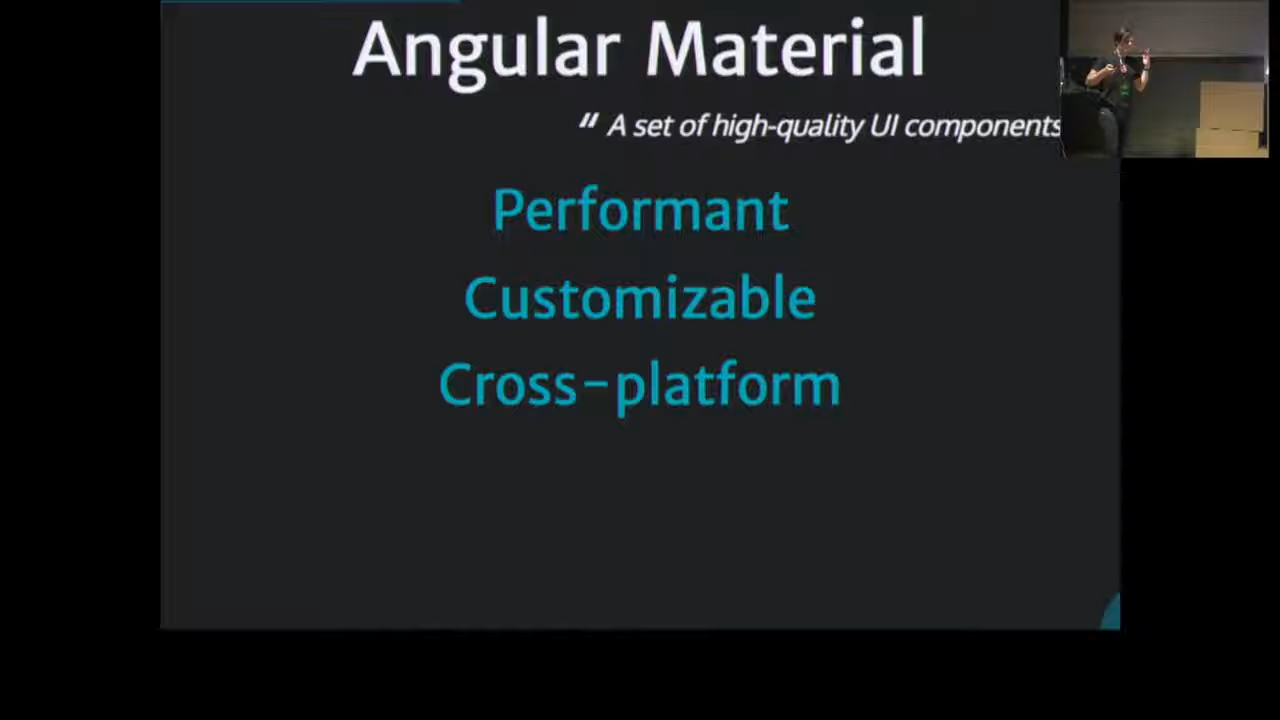 Angular Material
“ A set of high-quality UI components
Performant
Customizable
Cross-platform